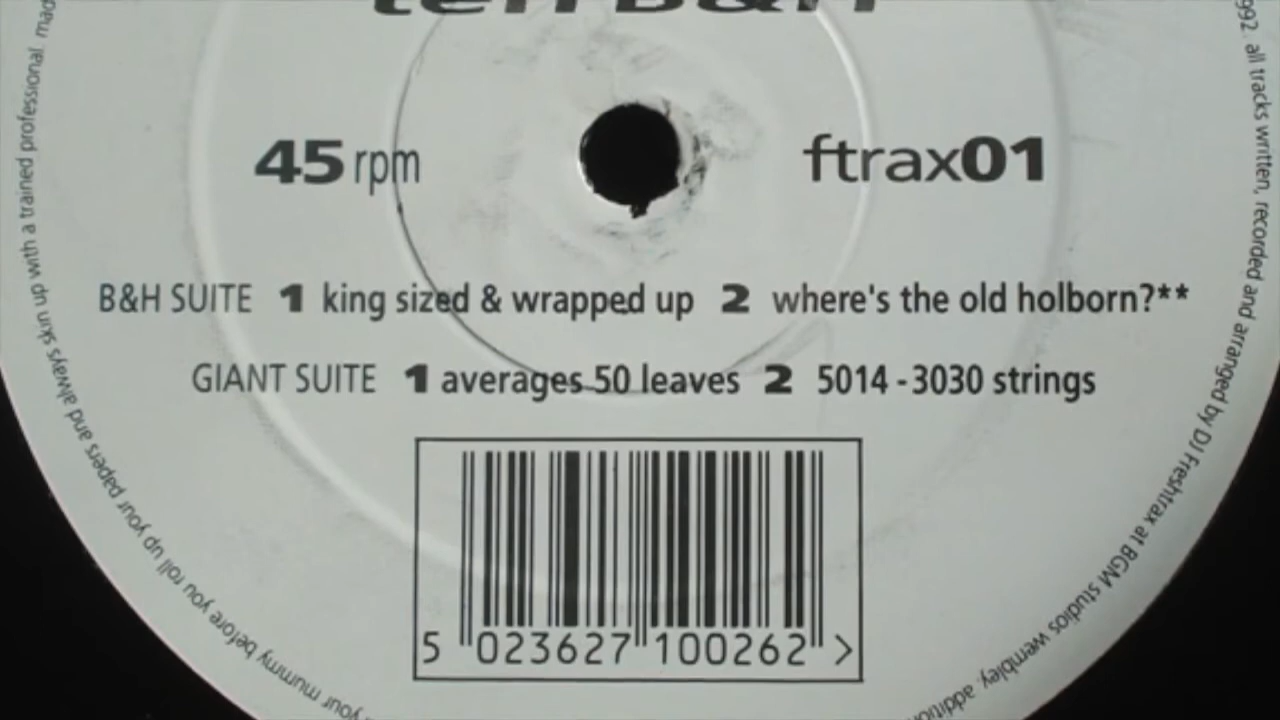 ten B&H
45 rpm
ftrax01
B&H SUITE 1 king sized & wrapped up 2 where's the old holborn?**
GIANT SUITE 1 averages 50 leaves 2 5014 - 3030 strings
5 023627 100262 >
992. all tracks written, recorded and arranged by DJ Freshtrax at BGM studios wembley.
your mummy before you roll up your papers and always skin up with a trained professional.